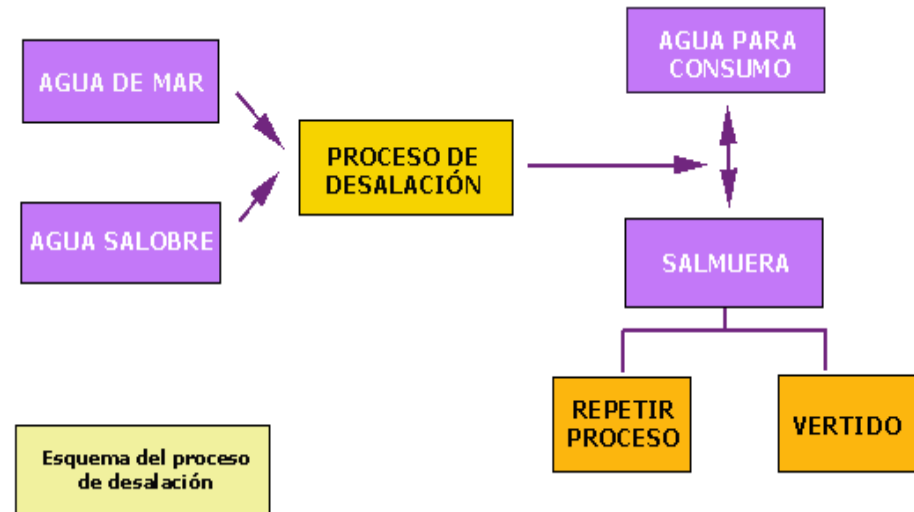 AGUA DE MAR
AGUA SALOBRE
PROCESO DE
DESALACIÓN
AGUA PARA
CONSUMO
SALMUERA
REPETIR
PROCESO
VERTIDO
Esquema del proceso
de desalación